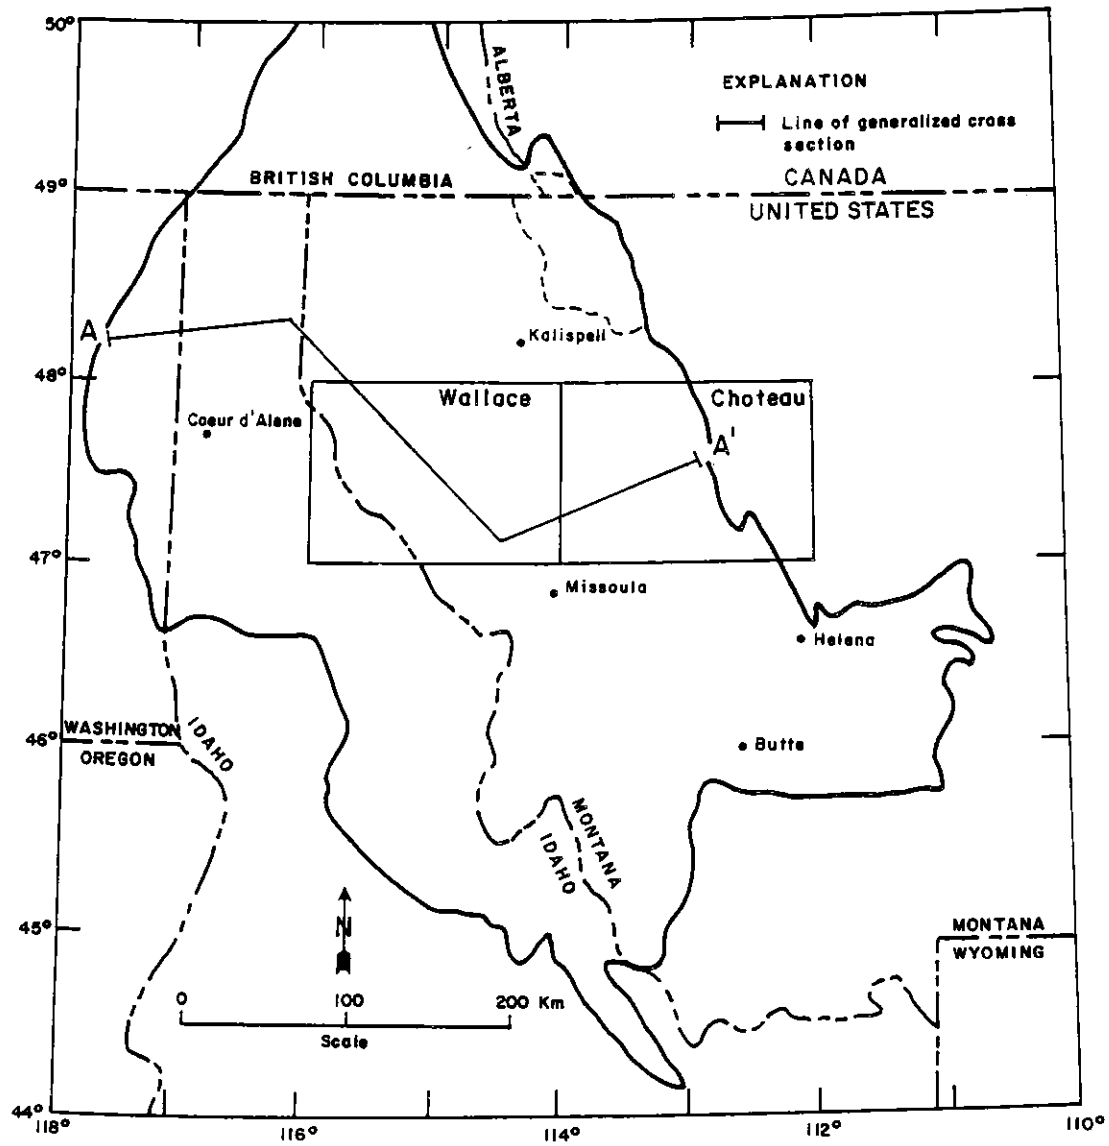 50°
ALBERTA
EXPLANATION
Line of generalized cross
section
49°
BRITISH COLUMBIA
CANADA
UNITED STATES
A
Kalispell
48°
Wallace
Choteau
Coeur d'Alene
A'
47°
Missoula
Helena
46°
WASHINGTON
OREGON
IDAHO
Butte
MONTANA
IDAHO
45°
N
MONTANA
WYOMING
0 100 200 Km
Scale
44°
118° 116° 114° 112° 110°